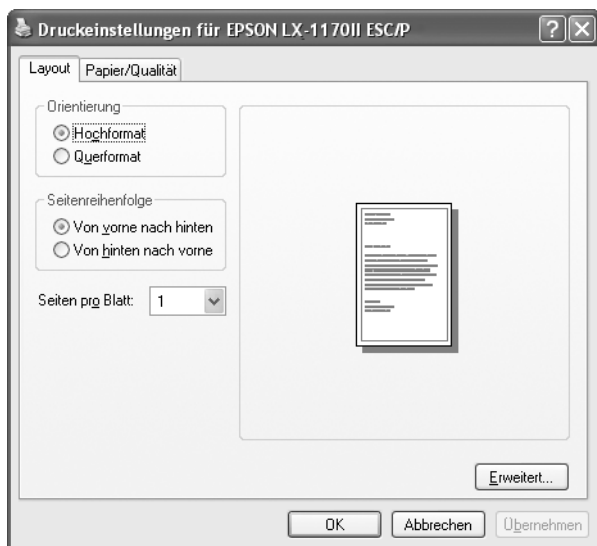 Druckeinstellungen für EPSON LX-1170II ESC/P
Layout
Papier/Qualität
Orientierung
Hochformat
Querformat
Seitenreihenfolge
Von vorne nach hinten
Von hinten nach vorne
Seiten pro Blatt: 1
Erweitert...
OK
Abbrechen
Übernehmen